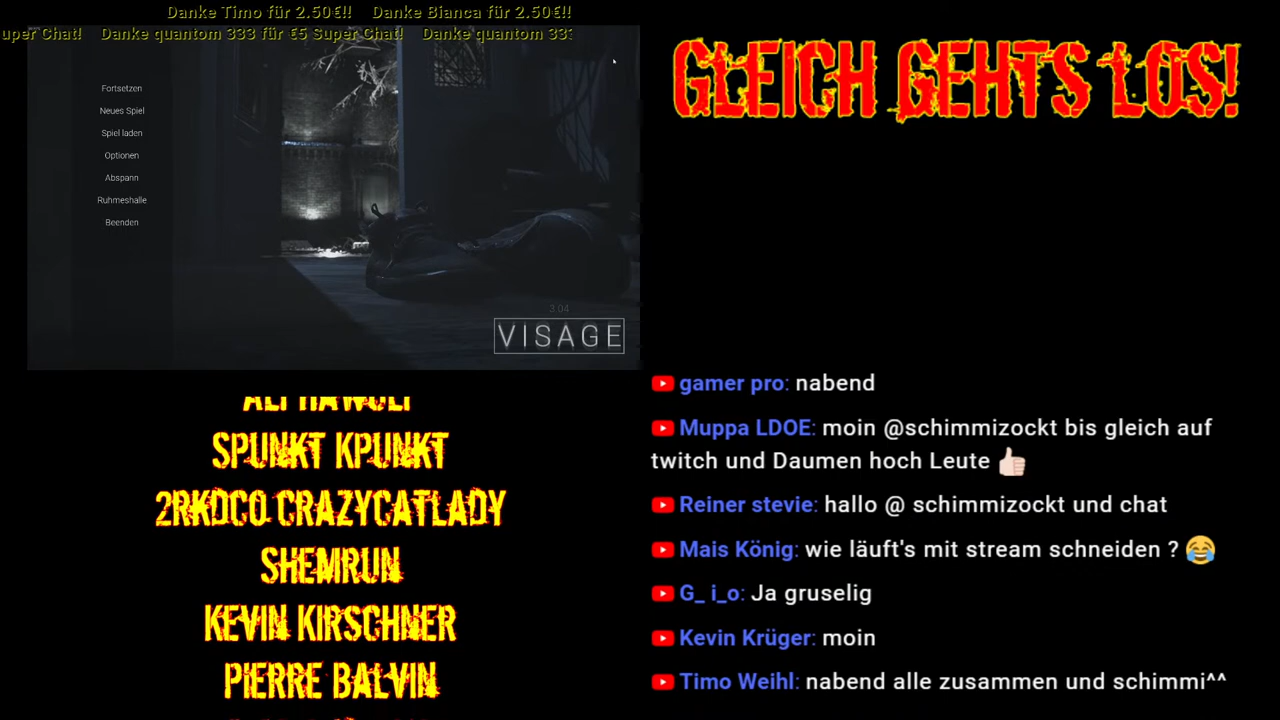 Danke Timo für 2.50€!! Danke Bianca für 2.50€!!
uper Chat! Danke quantom 333 für €5 Super Chat! Danke quantom 33
GLEICH GEHTS LOS!
Fortsetzen
Neues Spiel
Spiel laden
Optionen
Abspann
Ruhmeshalle
Beenden
3:04
VISAGE
SPUNKT KPUNKT
2RKDCO CRAZYCATLADY
SHEMRUN
KEVIN KIRSCHNER
PIERRE BALVIN
gamer pro: nabend
Muppa LDOE: moin @schimmizockt bis gleich auf
twitch und Daumen hoch Leute 👍🏻
Reiner stevie: hallo @ schimmizockt und chat
Mais König: wie läuft's mit stream schneiden ? 😂
G_ i_o: Ja gruselig
Kevin Krüger: moin
Timo Weihl: nabend alle zusammen und schimmi^^